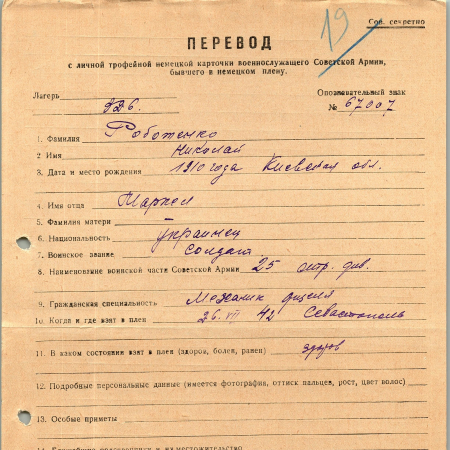 19
Сов. секретно
ПЕРЕВОД
с личной трофейной немецкой карточки военнослужащего Советской Армии,
бывшего в немецком плену.
Лагерь
Опознавательный знак
№ 67007
1. Фамилия Роботенко
2 Имя Николай
3. Дата и место рождения 1910 года Киевская обл.
4. Имя отца Маркел
5. Фамилия матери –
6. Национальность украинец
7. Воинское звание солдат
8. Наименование воинской части Советской Армии 25 стр. див.
9. Гражданская специальность Механик дизеля
10. Когда и где взят в плен 26. VII 42 Севастополь
11. В каком состоянии взят в плен (здоров, болен, ранен) здоров
12. Подробные персональные данные (имеется фотография, оттиск пальцев, рост, цвет волос)
13. Особые приметы